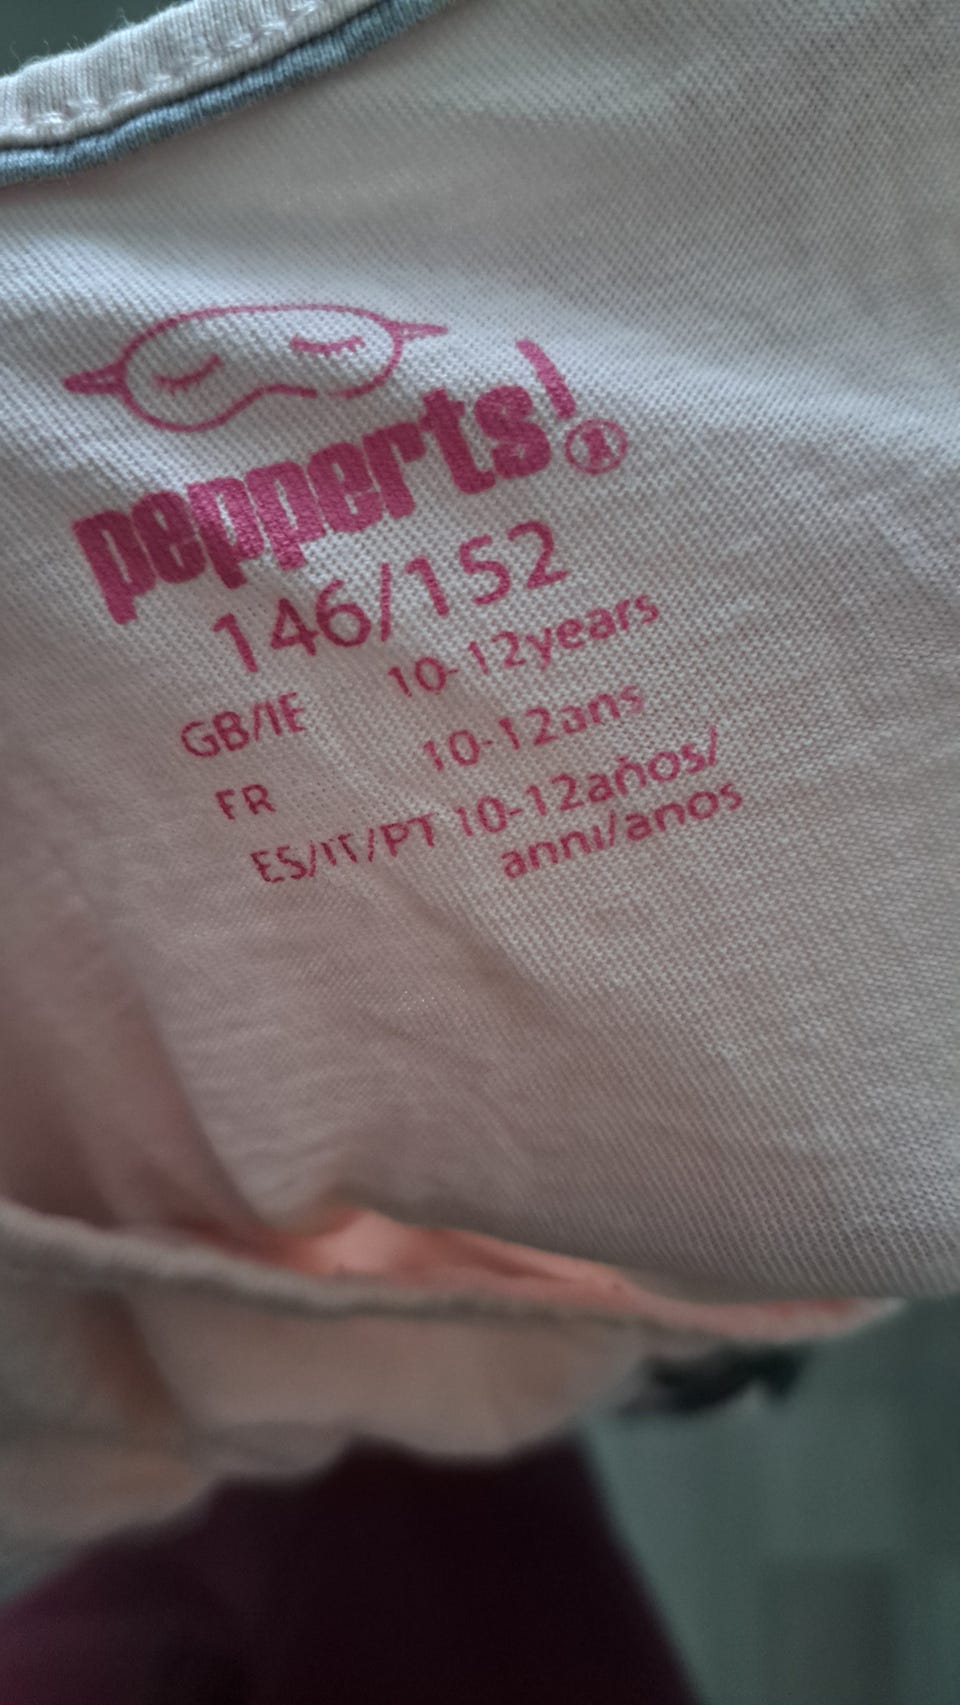 pepperts!®
146/152
GB/IE 10-12years
FR 10-12ans
ES/IT/PT 10-12años/
anni/anos